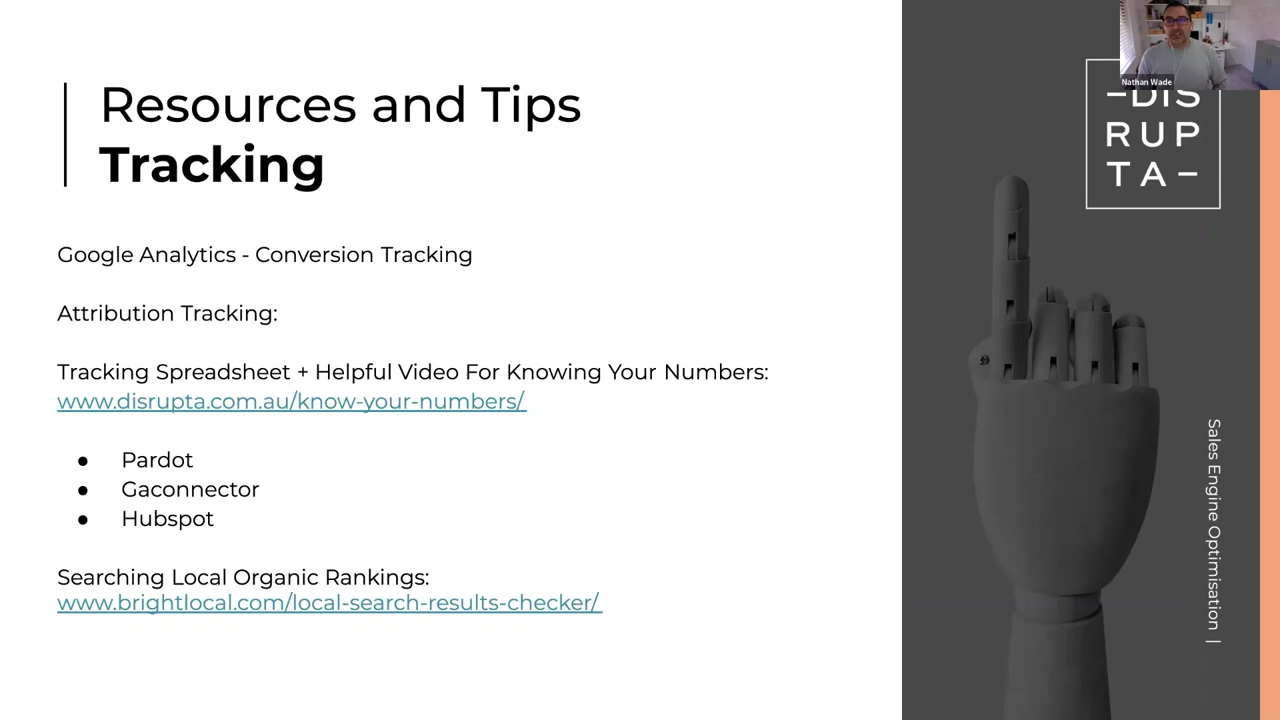 Resources and Tips
Tracking
Google Analytics - Conversion Tracking
Attribution Tracking:
Tracking Spreadsheet + Helpful Video For Knowing Your Numbers:
www.disrupta.com.au/know-your-numbers/
● Pardot
● Gaconnector
● Hubspot
Searching Local Organic Rankings:
www.brightlocal.com/local-search-results-checker/
Nathan Wade
–DIS
RUP
TA–
Sales Engine Optimisation |